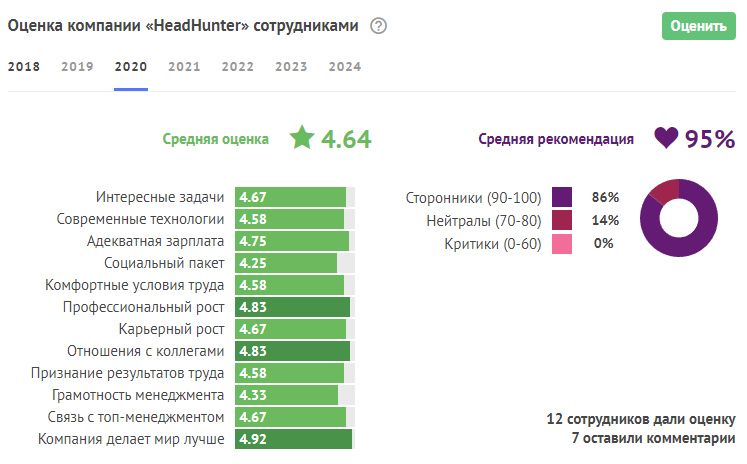 Оценка компании «HeadHunter» сотрудниками ?
Оценить
2018 2019 2020 2021 2022 2023 2024
Средняя оценка 4.64
Средняя рекомендация 95%
Интересные задачи 4.67
Современные технологии 4.58
Адекватная зарплата 4.75
Социальный пакет 4.25
Комфортные условия труда 4.58
Профессиональный рост 4.83
Карьерный рост 4.67
Отношения с коллегами 4.83
Признание результатов труда 4.58
Грамотность менеджмента 4.33
Связь с топ-менеджментом 4.67
Компания делает мир лучше 4.92
Сторонники (90-100) 86%
Нейтралы (70-80) 14%
Критики (0-60) 0%
12 сотрудников дали оценку
7 оставили комментарии